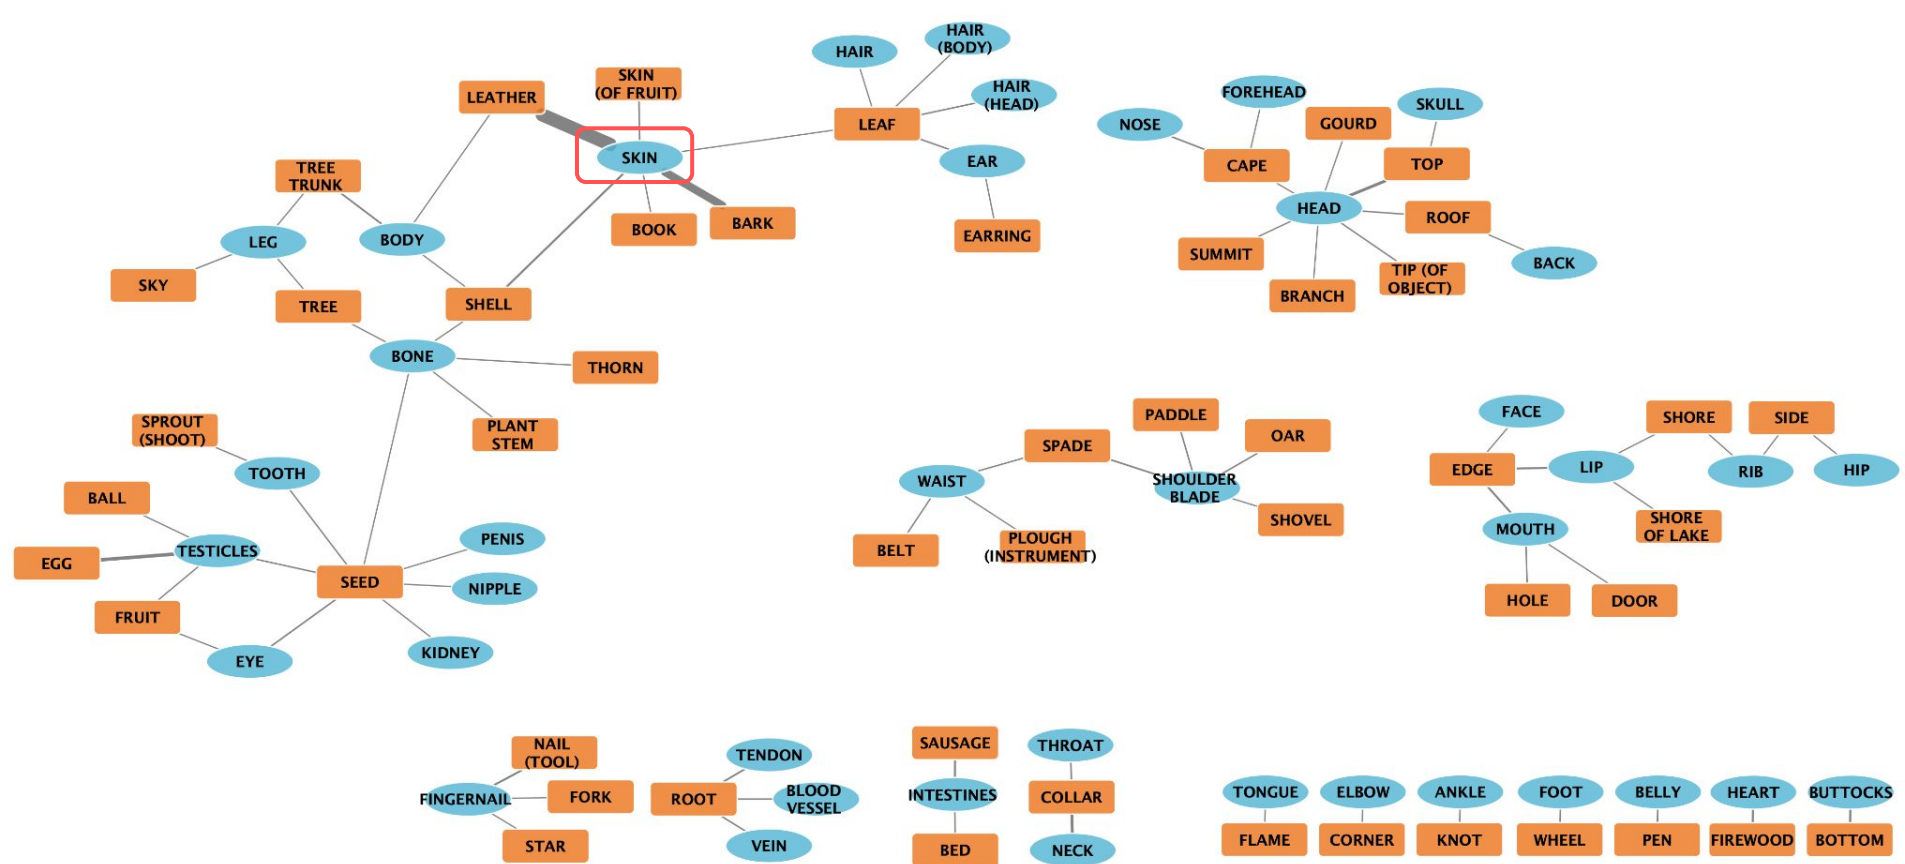 HAIR
HAIR
(BODY)
SKIN
(OF FRUIT)
LEATHER
HAIR
(HEAD)
LEAF
SKIN
EAR
TREE
TRUNK
BOOK
BARK
EARRING
LEG
BODY
SKY
TREE
SHELL
BONE
THORN
PLANT
STEM
SPROUT
(SHOOT)
TOOTH
BALL
TESTICLES
EGG
SEED
PENIS
NIPPLE
FRUIT
EYE
KIDNEY
FOREHEAD
SKULL
NOSE
GOURD
CAPE
TOP
HEAD
ROOF
SUMMIT
BACK
BRANCH
TIP (OF
OBJECT)
PADDLE
SPADE
OAR
WAIST
SHOULDER
BLADE
SHOVEL
BELT
PLOUGH
(INSTRUMENT)
FACE
SHORE
SIDE
EDGE
LIP
RIB
HIP
MOUTH
SHORE
OF LAKE
HOLE
DOOR
NAIL
(TOOL)
FINGERNAIL
FORK
STAR
TENDON
ROOT
BLOOD
VESSEL
VEIN
SAUSAGE
INTESTINES
BED
THROAT
COLLAR
NECK
TONGUE
ELBOW
ANKLE
FOOT
BELLY
HEART
BUTTOCKS
FLAME
CORNER
KNOT
WHEEL
PEN
FIREWOOD
BOTTOM